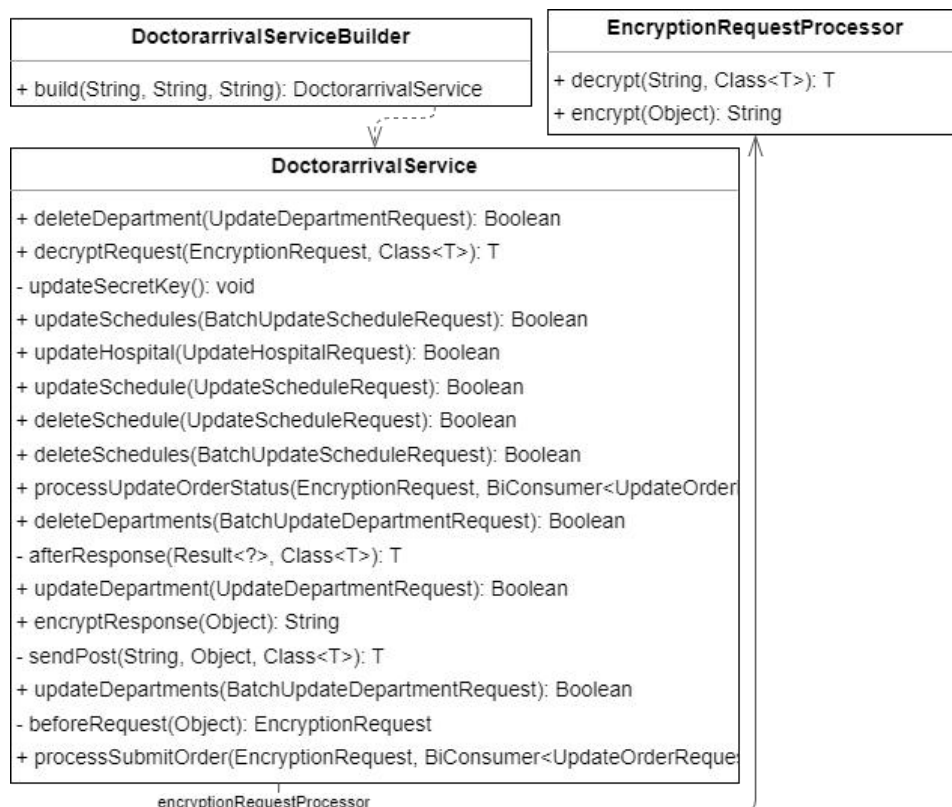 DoctorarrivalServiceBuilder
+ build(String, String, String): DoctorarrivalService
EncryptionRequestProcessor
+ decrypt(String, Class<T>): T
+ encrypt(Object): String
DoctorarrivalService
+ deleteDepartment(UpdateDepartmentRequest): Boolean
+ decryptRequest(EncryptionRequest, Class<T>): T
- updateSecretKey(): void
+ updateSchedules(BatchUpdateScheduleRequest): Boolean
+ updateHospital(UpdateHospitalRequest): Boolean
+ updateSchedule(UpdateScheduleRequest): Boolean
+ deleteSchedule(UpdateScheduleRequest): Boolean
+ deleteSchedules(BatchUpdateScheduleRequest): Boolean
+ processUpdateOrderStatus(EncryptionRequest, BiConsumer<UpdateOrder
+ deleteDepartments(BatchUpdateDepartmentRequest): Boolean
- afterResponse(Result<?>, Class<T>): T
+ updateDepartment(UpdateDepartmentRequest): Boolean
+ encryptResponse(Object): String
- sendPost(String, Object, Class<T>): T
+ updateDepartments(BatchUpdateDepartmentRequest): Boolean
- beforeRequest(Object): EncryptionRequest
+ processSubmitOrder(EncryptionRequest, BiConsumer<UpdateOrderReques
encryptionRequestProcessor